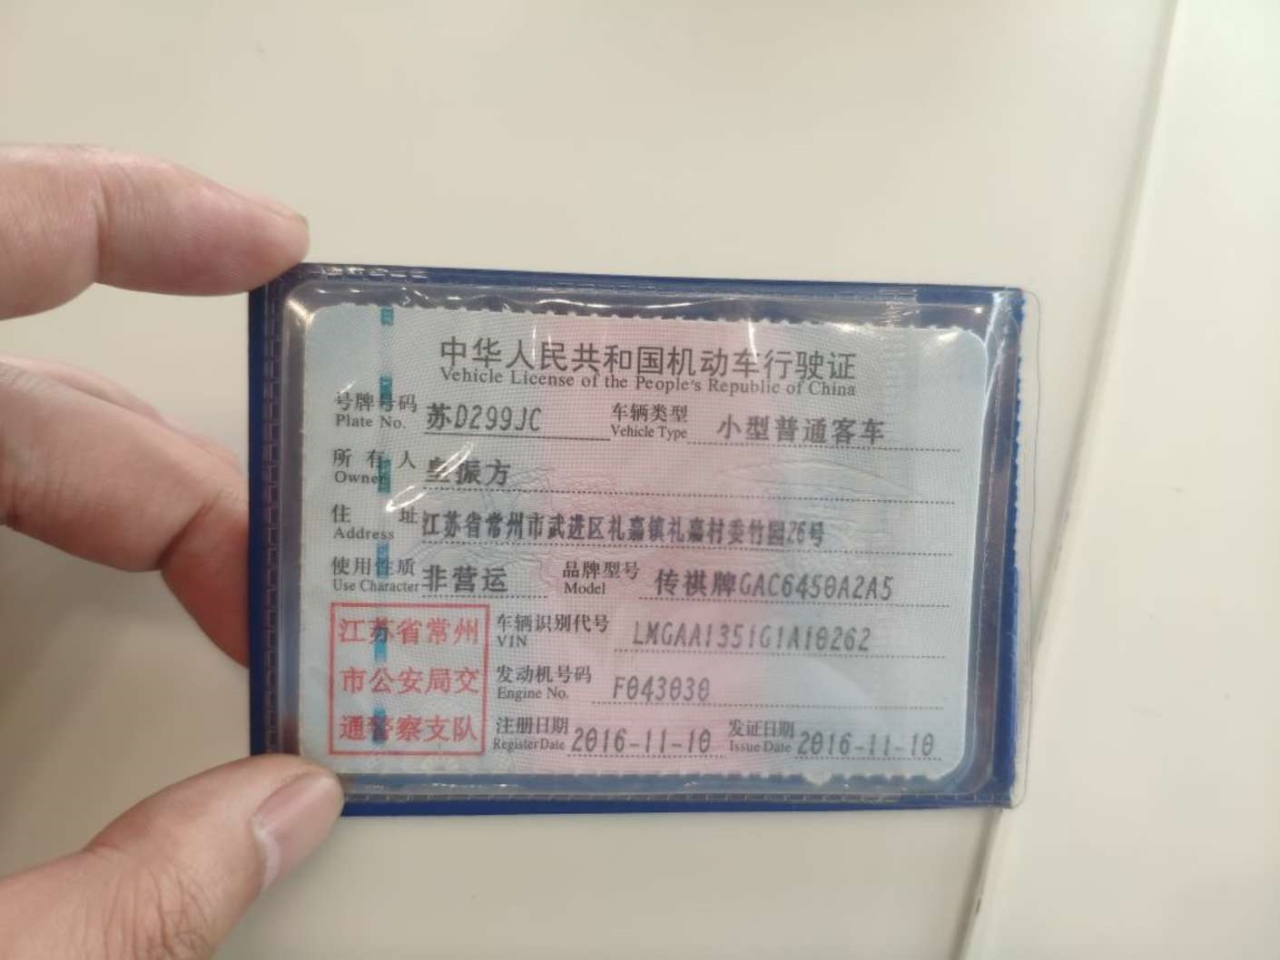 中华人民共和国机动车行驶证
Vehicle License of the People's Republic of China
号牌号码 苏D299JC 车辆类型 小型普通客车
Plate No. Vehicle Type
所有人 皇振方
Owner
住址 江苏省常州市武进区礼嘉镇礼嘉村委竹园26号
Address
使用性质 非营运 品牌型号 传祺牌GAC6450A2A5
Use Character Model
江苏省常州
市公安局交
通警察支队
车辆识别代号 LMGAA1351G1A10262
VIN
发动机号码 F043030
Engine No.
注册日期 2016-11-10 发证日期 2016-11-10
Register Date Issue Date